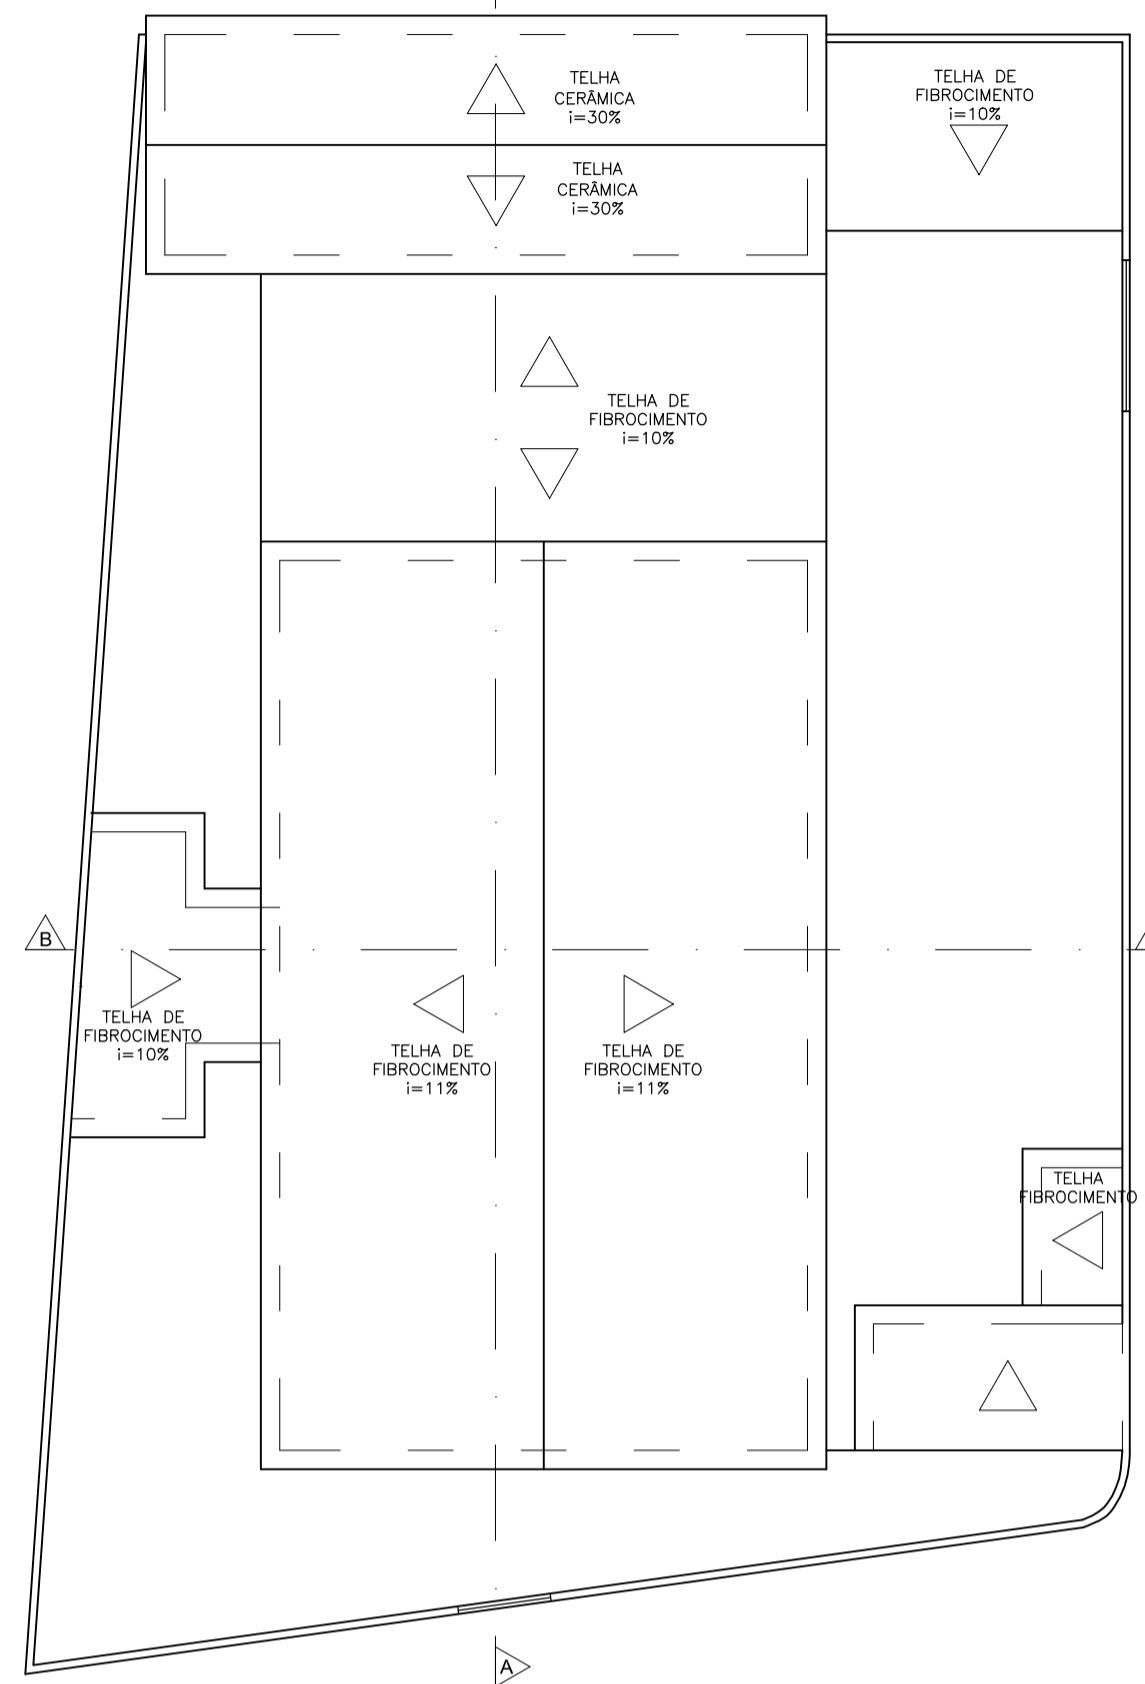 TELHA
CERÂMICA
i=30%
TELHA DE
FIBROCIMENTO
i=10%
TELHA
CERÂMICA
i=30%
TELHA DE
FIBROCIMENTO
i=10%
B
TELHA DE
FIBROCIMENTO
i=10%
TELHA DE
FIBROCIMENTO
i=11%
TELHA DE
FIBROCIMENTO
i=11%
TELHA
FIBROCIMENTO
A